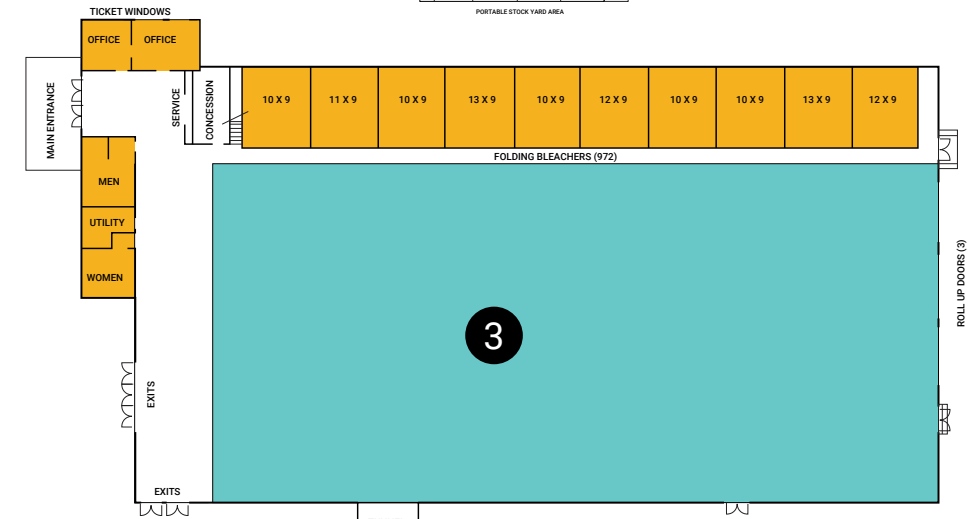 PORTABLE STOCK YARD AREA
TICKET WINDOWS
OFFICE
OFFICE
MAIN ENTRANCE
SERVICE
CONCESSION
10 X 9
11 X 9
10 X 9
13 X 9
10 X 9
12 X 9
10 X 9
10 X 9
13 X 9
12 X 9
FOLDING BLEACHERS (972)
MEN
UTILITY
WOMEN
ROLL UP DOORS (3)
3
EXITS
EXITS